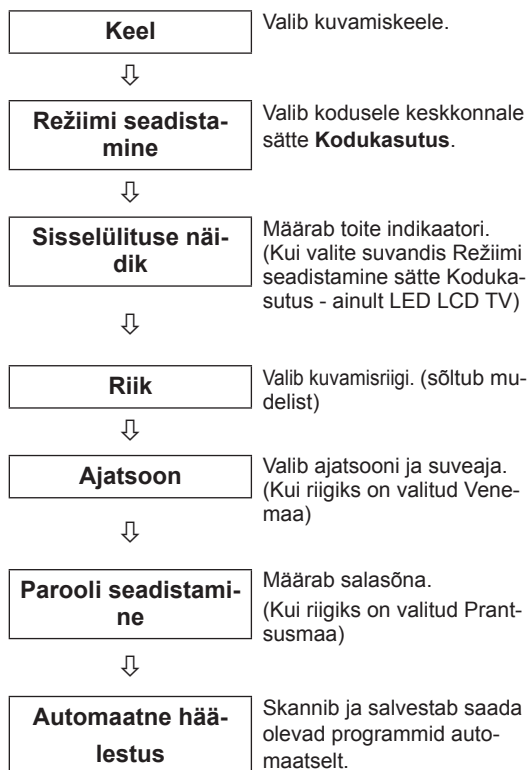 Keel
Valib kuvamiskeele.
⇩
Režiimi seadista-
mine
Valib kodusele keskkonnale
sätte Kodukasutus.
⇩
Sisselülituse näi-
dik
Määrab toite indikaatori.
(Kui valite suvandis Režiimi
seadistamine sätte Koduka-
sutus - ainult LED LCD TV)
⇩
Riik
Valib kuvamisriigi. (sõltub mu-
delist)
⇩
Ajatsoon
Valib ajatsooni ja suveaja.
(Kui riigiks on valitud Vene-
maa)
⇩
Parooli seadistami-
ne
Määrab salasõna.
(Kui riigiks on valitud Prant-
susmaa)
⇩
Automaatne hää-
lestus
Skannib ja salvestab saada
olevad programmid auto-
maatselt.